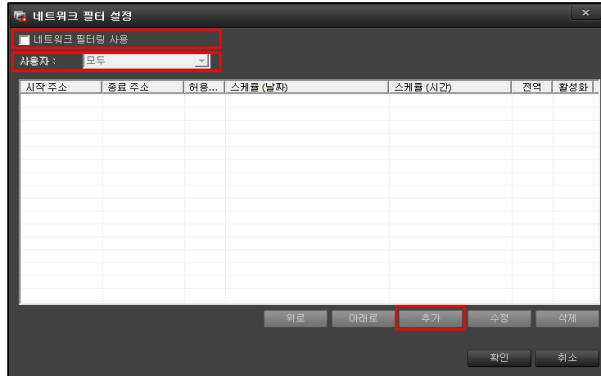 네트워크 필터 설정
네트워크 필터링 사용
사용자 : 모두
시작 주소 종료 주소 허용... 스케쥴 (날짜) 스케쥴 (시간) 전역 활성화
위로 아래로 추가 수정 삭제
확인 취소